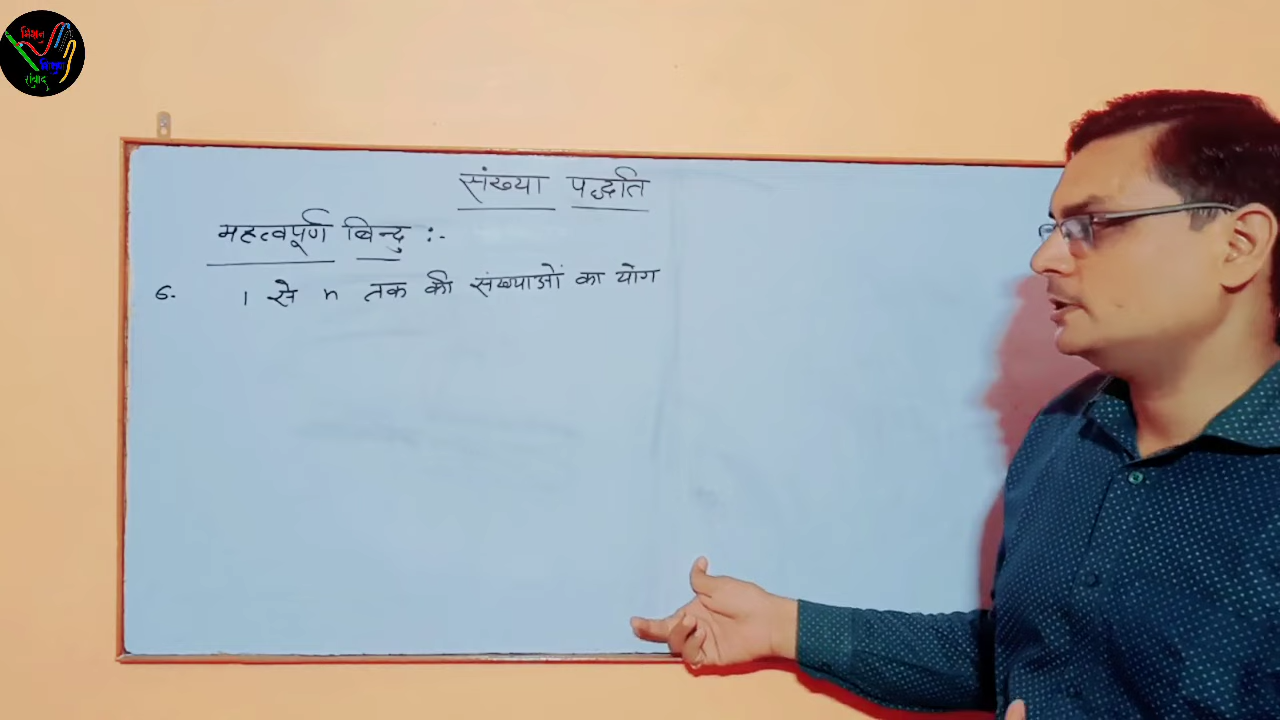 संख्या पद्धति
महत्वपूर्ण बिन्दु :-
6. 1 से n तक की संख्याओं का योग
संवाद